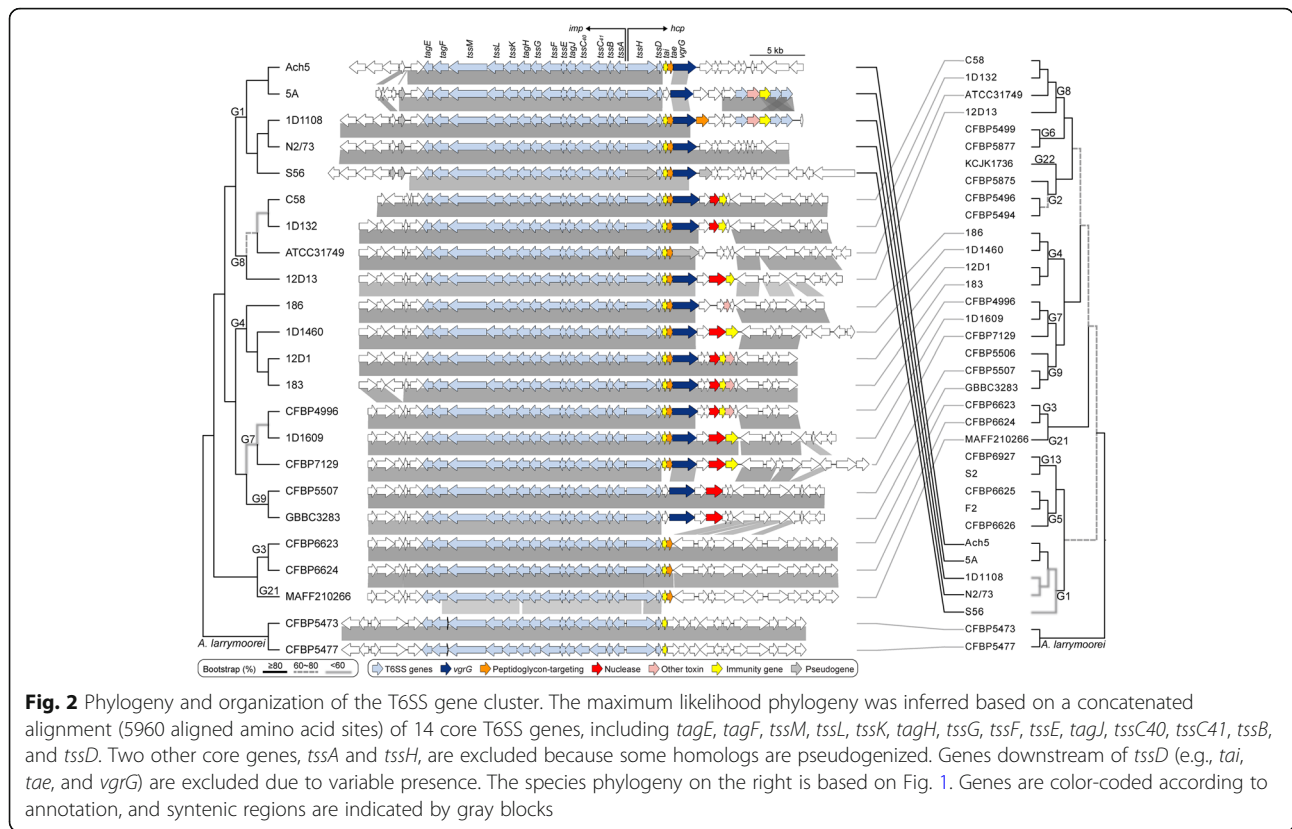 imp hcp
tagE tagF tssM tssL tssK tagH tssG tssF tssE tagJ tssC40 tssC41 tssB tssA tssH tssD tai tae vgrG
5 kb
Ach5
5A
1D1108
N2/73
S56
C58
1D132
ATCC31749
12D13
186
1D1460
12D1
183
CFBP4996
1D1609
CFBP7129
CFBP5507
GBBC3283
CFBP6623
CFBP6624
MAFF210266
CFBP5473
CFBP5477
G1
G8
G4
G7
G9
G3
G21
A. larrymoorei
C58
1D132
ATCC31749
12D13
CFBP5499
CFBP5877
KCJK1736
CFBP5875
CFBP5496
CFBP5494
186
1D1460
12D1
183
CFBP4996
1D1609
CFBP7129
CFBP5506
CFBP5507
GBBC3283
CFBP6623
CFBP6624
MAFF210266
CFBP6927
S2
CFBP6625
F2
CFBP6626
Ach5
5A
1D1108
N2/73
S56
CFBP5473
CFBP5477
G8
G6
G22
G2
G4
G7
G9
G3
G21
G13
G5
G1
A. larrymoorei
Bootstrap (%) ≥80 60~80 <60
T6SS genes vgrG Peptidoglycon-targeting Nuclease Other toxin Immunity gene Pseudogene
Fig. 2 Phylogeny and organization of the T6SS gene cluster. The maximum likelihood phylogeny was inferred based on a concatenated
alignment (5960 aligned amino acid sites) of 14 core T6SS genes, including tagE, tagF, tssM, tssL, tssK, tagH, tssG, tssF, tssE, tagJ, tssC40, tssC41, tssB,
and tssD. Two other core genes, tssA and tssH, are excluded because some homologs are pseudogenized. Genes downstream of tssD (e.g., tai,
tae, and vgrG) are excluded due to variable presence. The species phylogeny on the right is based on Fig. 1. Genes are color-coded according to
annotation, and syntenic regions are indicated by gray blocks